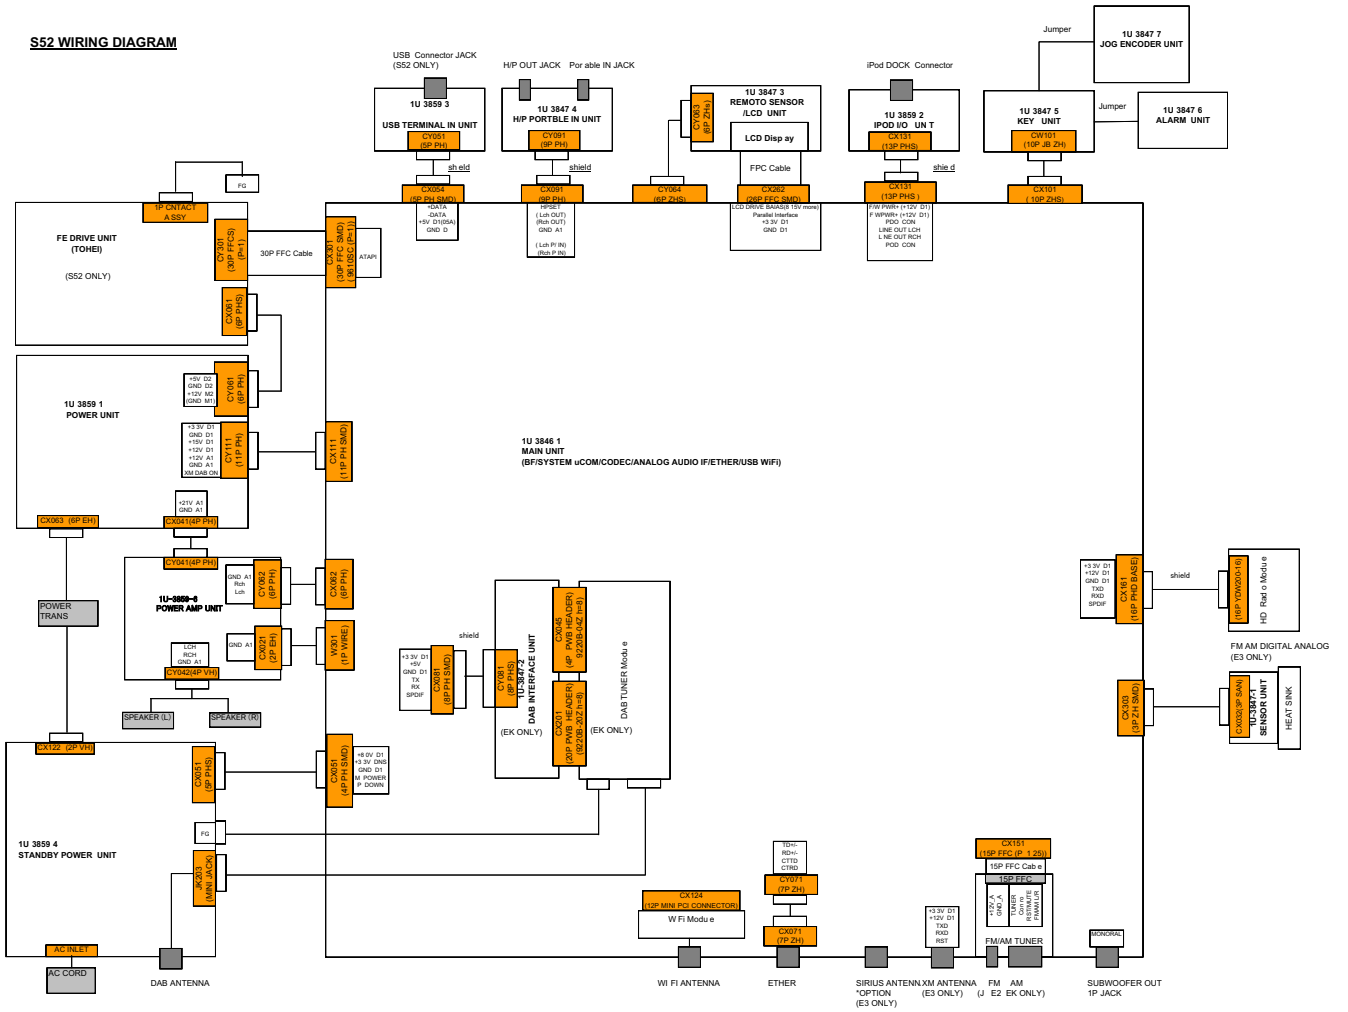 S52 WIRING DIAGRAM
USB Connector JACK
(S52 ONLY)
1U 3859 3
USB TERMINAL IN UNIT
CY051
(5P PH)
sh eld
CX054
(5P PH SMD)
+DATA
-DATA
+5V D1(05A)
GND D
H/P OUT JACK
Por able IN JACK
1U 3847 4
H/P PORTBLE IN UNIT
CY091
(9P PH)
shield
CX091
(9P PH)
HPSET
( Lch OUT)
(Rch OUT)
GND A1
( Lch P/ IN)
(Rch P IN)
1U 3847 3
REMOTO SENSOR
/LCD UNIT
CY063
(6P ZHs)
LCD Disp ay
FPC Cable
CY064
(6P ZHS)
CX262
(26P FFC SMD)
LCD DRIVE BAIAS(8 15V more)
Parallel Interface
+3 3V D1
GND D1
iPod DOCK Connector
1U 3859 2
IPOD I/O UN T
CX131
(13P PHS)
shie d
CX131
(13P PHS )
F/W PWR+ (+12V D1)
F WPWR+ (+12V D1)
PDO CON
LINE OUT LCH
L NE OUT RCH
POD CON
Jumper
1U 3847 7
JOG ENCODER UNIT
1U 3847 5
KEY UNIT
CW101
(10P JB ZH)
Jumper
1U 3847 6
ALARM UNIT
CX101
( 10P ZHS)
FG
1P CNTACT
A SSY
FE DRIVE UNIT
(TOHEI)
(S52 ONLY)
CY301
(30P FFCS)
(P=1)
30P FFC Cable
CX301
(30P FFC SMD)
( 9610SC (P=1))
ATAPI
CX061
(6P PHS)
1U 3859 1
POWER UNIT
+5V D2
GND D2
+12V M2
(GND M1)
CY061
(6P PH)
+3 3V D1
GND D1
+15V D1
+12V D1
+12V A1
GND A1
XM DAB ON
CY111
(11P PH)
CX111
(11P PH SMD)
+21V A1
GND A1
CX063 (6P EH)
CX041(4P PH)
1U 3846 1
MAIN UNIT
(BF/SYSTEM uCOM/CODEC/ANALOG AUDIO IF/ETHER/USB WiFi)
CY041(4P PH)
1U-3859-6
POWER AMP UNIT
GND A1
Rch
Lch
CY062
(6P PH)
CX062
(6P PH)
GND A1
CX021
(2P EH)
W301
(1P WIRE)
LCH
RCH
GND A1
CY042(4P VH)
SPEAKER (L)
SPEAKER (R)
POWER
TRANS
shield
+3 3V D1
+5V
GND D1
TX
RX
SPDIF
CX081
(8P PH SMD)
CY081
(8P PHS)
1U-3847-2
DAB INTERFACE UNIT
(EK ONLY)
CX045
(4P PWB HEADER)
9220B-04Z h=8)
CX201
(20P PWB HEADER)
(9220B-20Z h=8)
DAB TUNER Modu e
(EK ONLY)
+3 3V D1
+12V D1
GND D1
TXD
RXD
SPDIF
CX161
(16P PHD BASE)
shield
(16P YDW200-16)
HD Rad o Modu e
FM AM DIGITAL ANALOG
(E3 ONLY)
CX303
(3P ZH SMD)
CX032(3P SAN)
1U-3847-1
SENSOR UNIT
HEAT SINK
CX122 (2P VH)
CX051
(5P PHS)
CX051
(4P PH SMD)
+8 0V D1
+3 3V DNS
GND D1
M POWER
P DOWN
FG
1U 3859 4
STANDBY POWER UNIT
JK203
(MINI JACK)
AC INLET
AC CORD
DAB ANTENNA
CX124
(12P MINI PCI CONNECTOR)
W Fi Modu e
WI FI ANTENNA
TD+/-
RD+/-
CTTD
CTRD
CY071
(7P ZH)
CX071
(7P ZH)
ETHER
SIRIUS ANTENN
*OPTION
(E3 ONLY)
+3 3V D1
+12V D1
TXD
RXD
RST
XM ANTENNA
(E3 ONLY)
CX151
(15P FFC (P 1 25))
15P FFC Cab e
15P FFC
+12V_A
GND_A
TUNER
Con ro
RST/MUTE
FMAM L/R
FM/AM TUNER
FM AM
(J E2 EK ONLY)
MONORAL
SUBWOOFER OUT
1P JACK